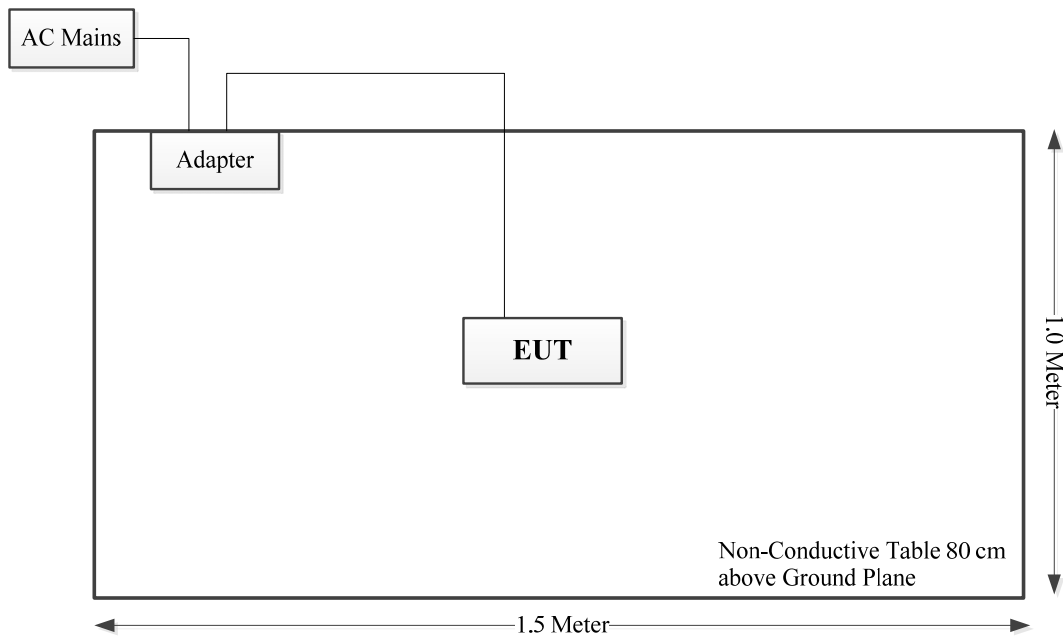 AC Mains
Adapter
EUT
1.0 Meter
Non-Conductive Table 80 cm
above Ground Plane
1.5 Meter